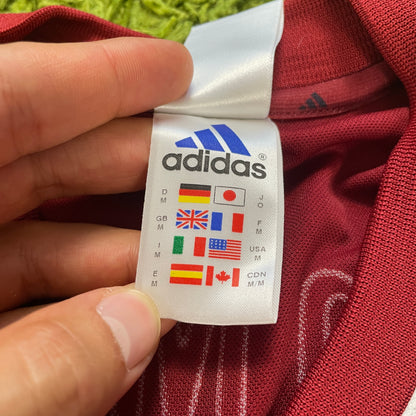 adidas®
D J
M O
GB F
M M
I USA
M M
E CDN
M M/M